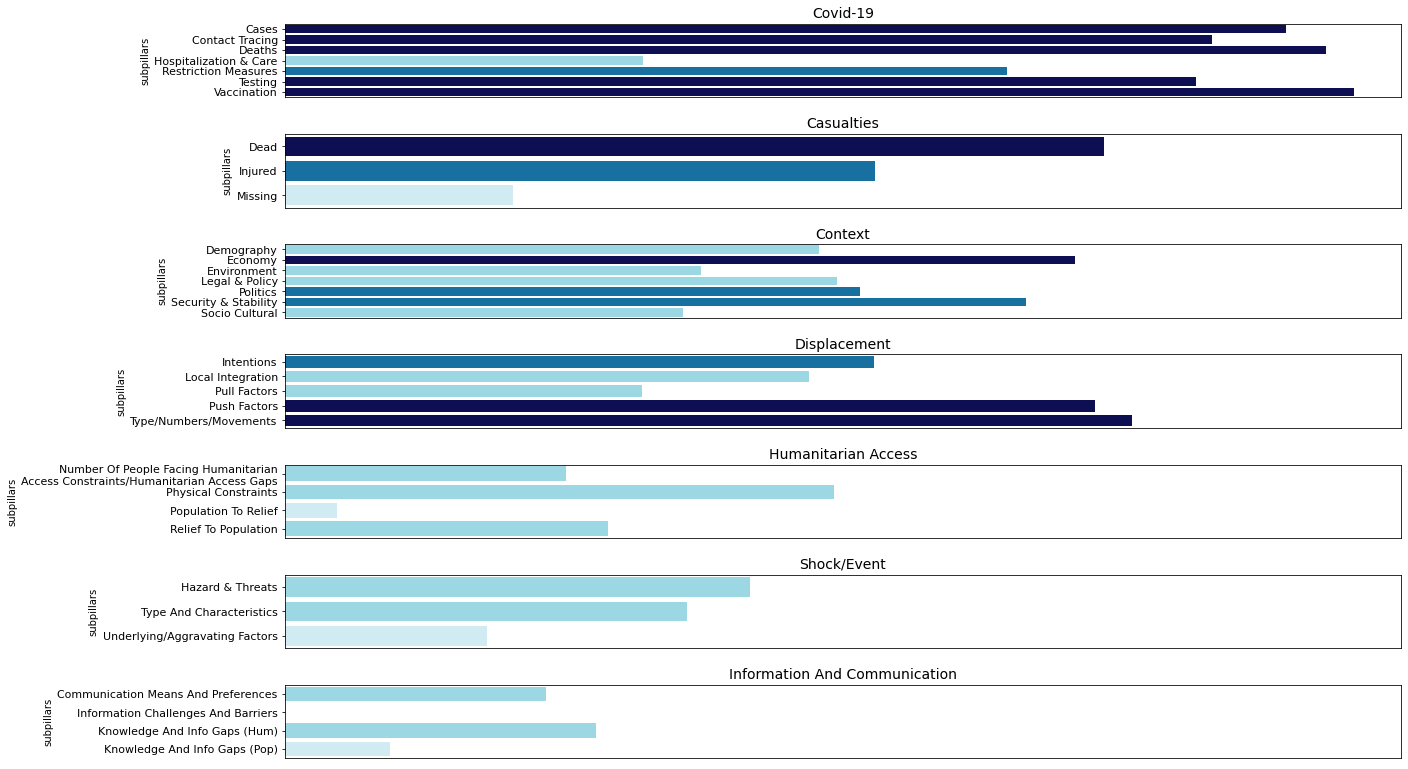 Covid-19
subpillars
Cases
Contact Tracing
Deaths
Hospitalization & Care
Restriction Measures
Testing
Vaccination
Casualties
subpillars
Dead
Injured
Missing
Context
subpillars
Demography
Economy
Environment
Legal & Policy
Politics
Security & Stability
Socio Cultural
Displacement
subpillars
Intentions
Local Integration
Pull Factors
Push Factors
Type/Numbers/Movements
Humanitarian Access
subpillars
Number Of People Facing Humanitarian
Access Constraints/Humanitarian Access Gaps
Physical Constraints
Population To Relief
Relief To Population
Shock/Event
subpillars
Hazard & Threats
Type And Characteristics
Underlying/Aggravating Factors
Information And Communication
subpillars
Communication Means And Preferences
Information Challenges And Barriers
Knowledge And Info Gaps (Hum)
Knowledge And Info Gaps (Pop)